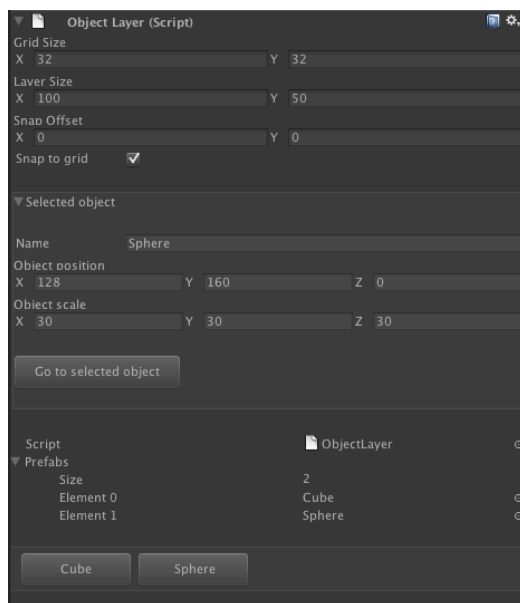 Object Layer (Script)
Grid Size
X 32 Y 32
Layer Size
X 100 Y 50
Snap Offset
X 0 Y 0
Snap to grid
Selected object
Name Sphere
Object position
X 128 Y 160 Z 0
Object scale
X 30 Y 30 Z 30
Go to selected object
Script ObjectLayer
Prefabs
Size 2
Element 0 Cube
Element 1 Sphere
Cube Sphere